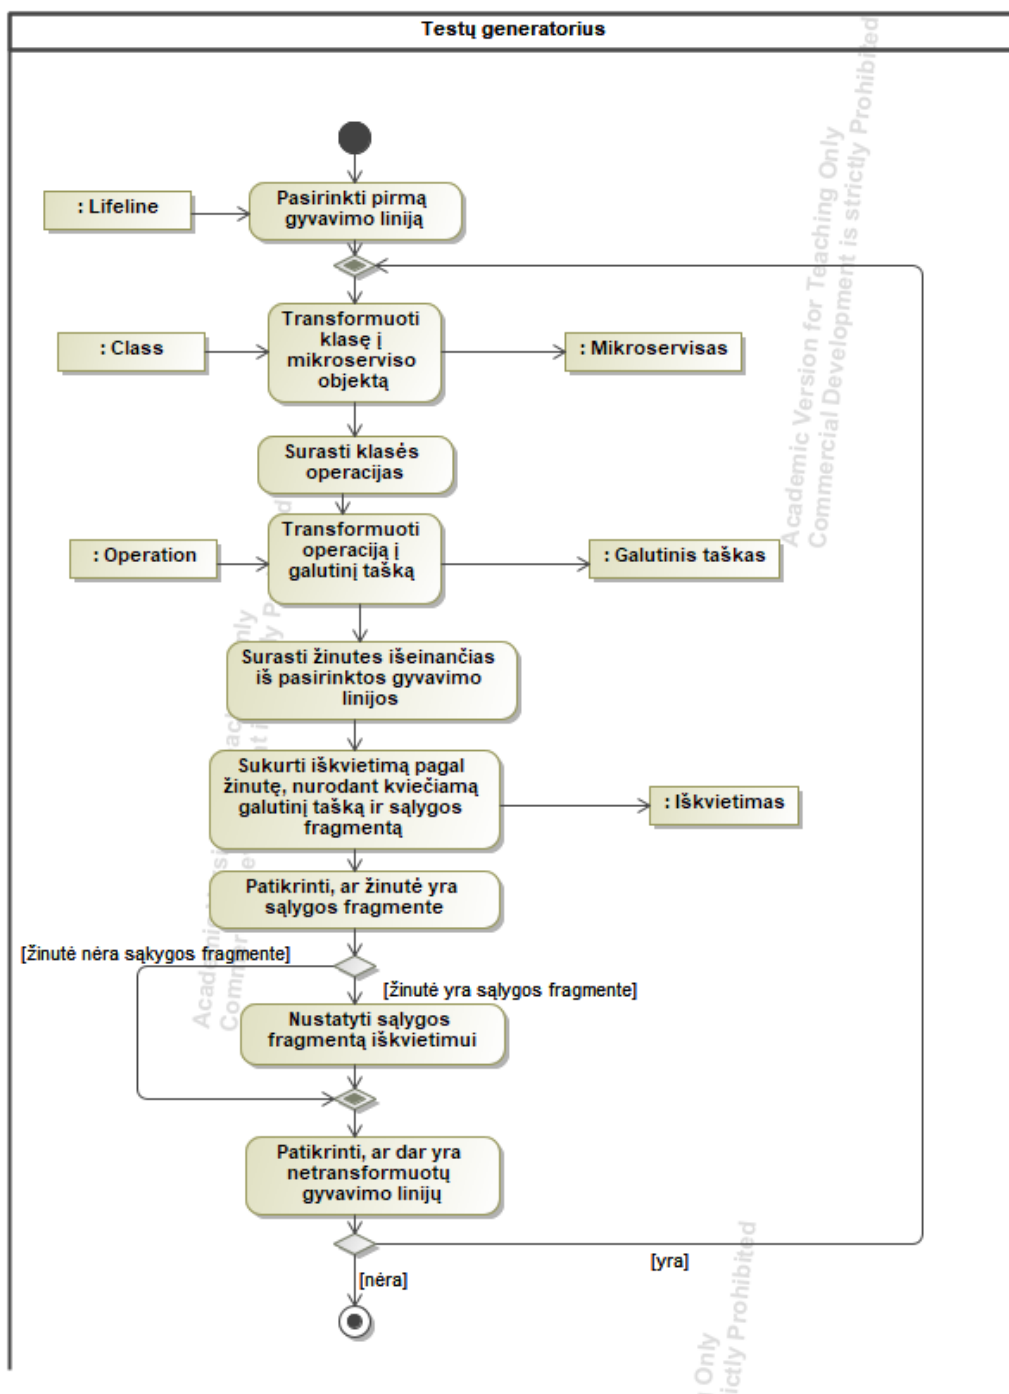 Testų generatorius
Pasirinkti pirmą
gyvavimo liniją
: Lifeline
Transformuoti
klasę į
mikroserviso
objektą
: Class
: Mikroservisas
Surasti klasės
operacijas
Transformuoti
operaciją į
galutinį tašką
: Operation
: Galutinis taškas
Surasti žinutes išeinančias
iš pasirinktos gyvavimo
linijos
Sukurti iškvietimą pagal
žinutę, nurodant kviečiamą
galutinį tašką ir sąlygos
fragmentą
: Iškvietimas
Patikrinti, ar žinutė yra
sąlygos fragmente
[žinutė nėra sąkygos fragmente]
[žinutė yra sąlygos fragmente]
Nustatyti sąlygos
fragmentą iškvietimui
Patikrinti, ar dar yra
netransformuotų
gyvavimo linijų
[yra]
[nėra]
Academic Version for Teaching Only
Commercial Development is strictly Prohibited